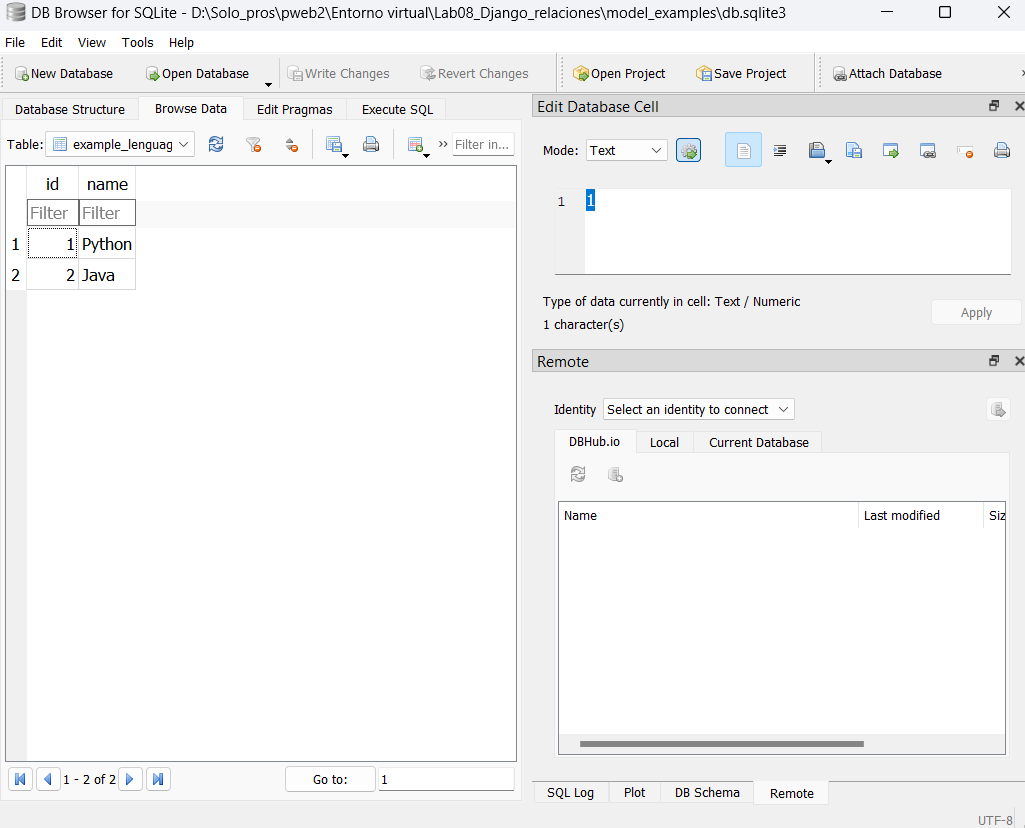 DB Browser for SQLite - D:\Solo_pros\pweb2\Entorno virtual\Lab08_Django_relaciones\model_examples\db.sqlite3
File Edit View Tools Help
New Database Open Database Write Changes Revert Changes Open Project Save Project Attach Database
Database Structure Browse Data Edit Pragmas Execute SQL
Table: example_lenguag Filter in...
id name
Filter Filter
1 1 Python
2 2 Java
1 - 2 of 2 Go to: 1
Edit Database Cell
Mode: Text
1 1
Type of data currently in cell: Text / Numeric
1 character(s)
Apply
Remote
Identity Select an identity to connect
DBHub.io Local Current Database
Name Last modified Siz
SQL Log Plot DB Schema Remote
UTF-8